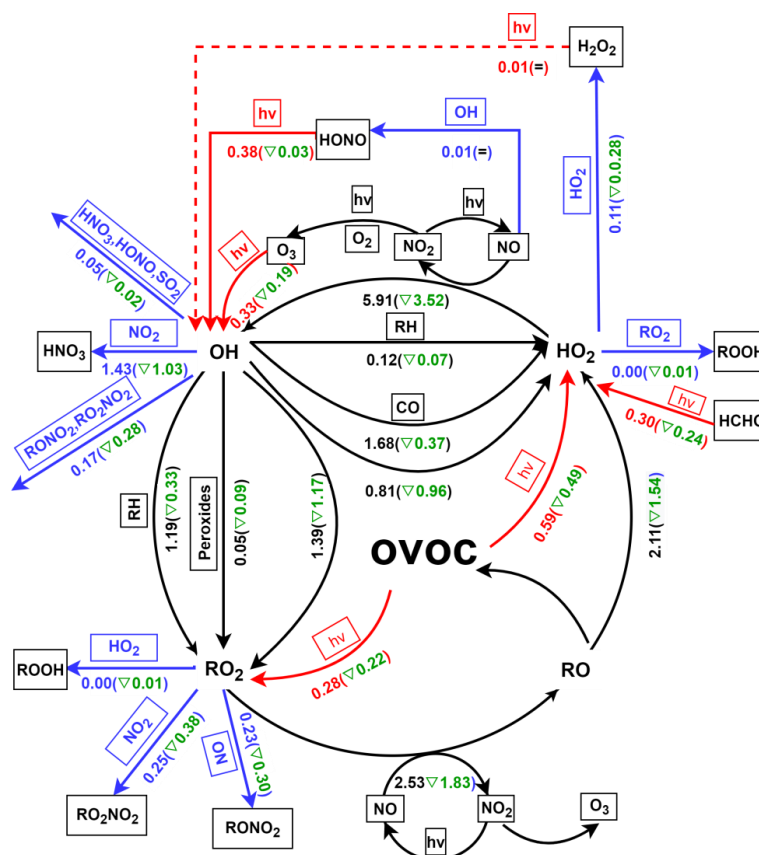 hv
H₂O₂
0.01(=)
hv
OH
HONO
0.38(▽0.03)
0.01(=)
HO₂
0.11(▽0.0.28)
HNO₃,HONO,SO₂
0.05(▽0.02)
hv
hv
O₂
O₃
NO₂
NO
hv
0.33(▽0.19)
5.91(▽3.52)
NO₂
RH
RO₂
HNO₃
OH
HO₂
ROOH
1.43(▽1.03)
0.12(▽0.07)
0.00(▽0.01)
RONO₂,RO₂NO₂
0.17(▽0.28)
CO
hv
HCHO
0.30(▽0.24)
1.68(▽0.37)
0.81(▽0.96)
hv
0.59(▽0.49)
2.11(▽1.54)
RH
1.19(▽0.33)
Peroxides
0.05(▽0.09)
1.39(▽1.17)
OVOC
HO₂
hv
ROOH
RO₂
RO
0.00(▽0.01)
0.28(▽0.22)
NO₂
0.25(▽0.38)
NO
0.23(▽0.30)
2.53▽1.83)
RO₂NO₂
RONO₂
NO
NO₂
O₃
hv